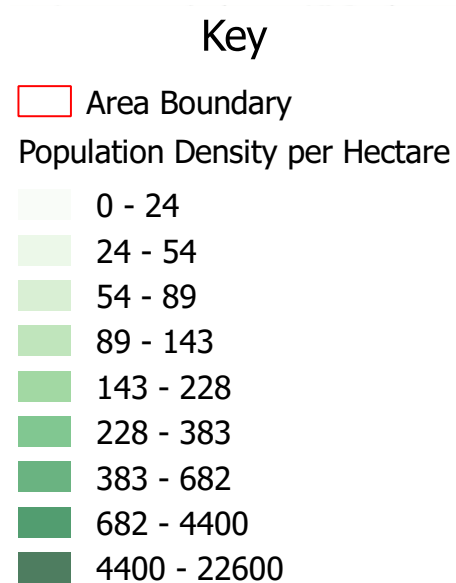 Key
Area Boundary
Population Density per Hectare
0 - 24
24 - 54
54 - 89
89 - 143
143 - 228
228 - 383
383 - 682
682 - 4400
4400 - 22600